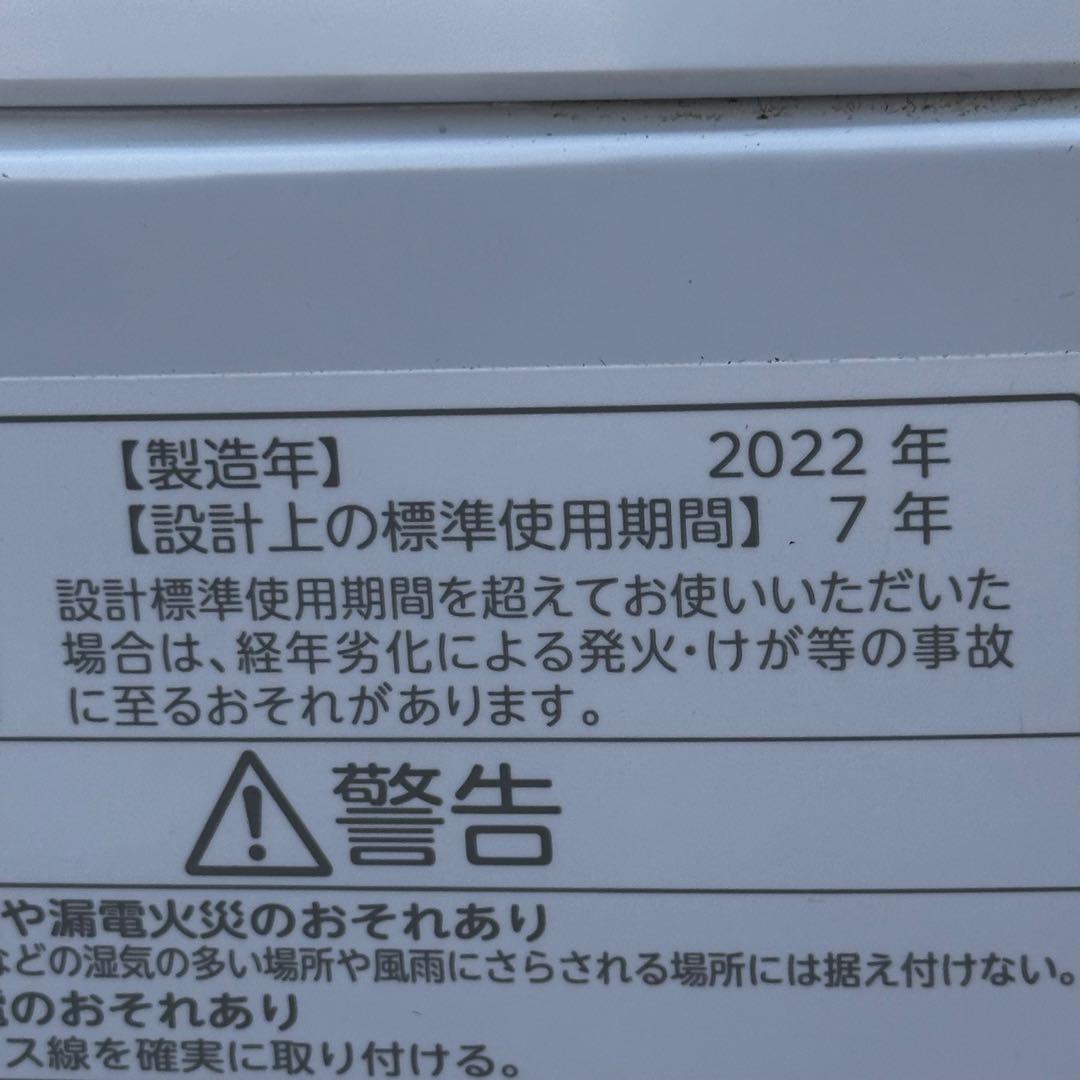 【製造年】 2022 年
【設計上の標準使用期間】 7 年
設計標準使用期間を超えてお使いいただいた
場合は、経年劣化による発火・けが等の事故
に至るおそれがあります。
警告
や漏電火災のおそれあり
などの湿気の多い場所や風雨にさらされる場所には据え付けない。
のおそれあり
ス線を確実に取り付ける。